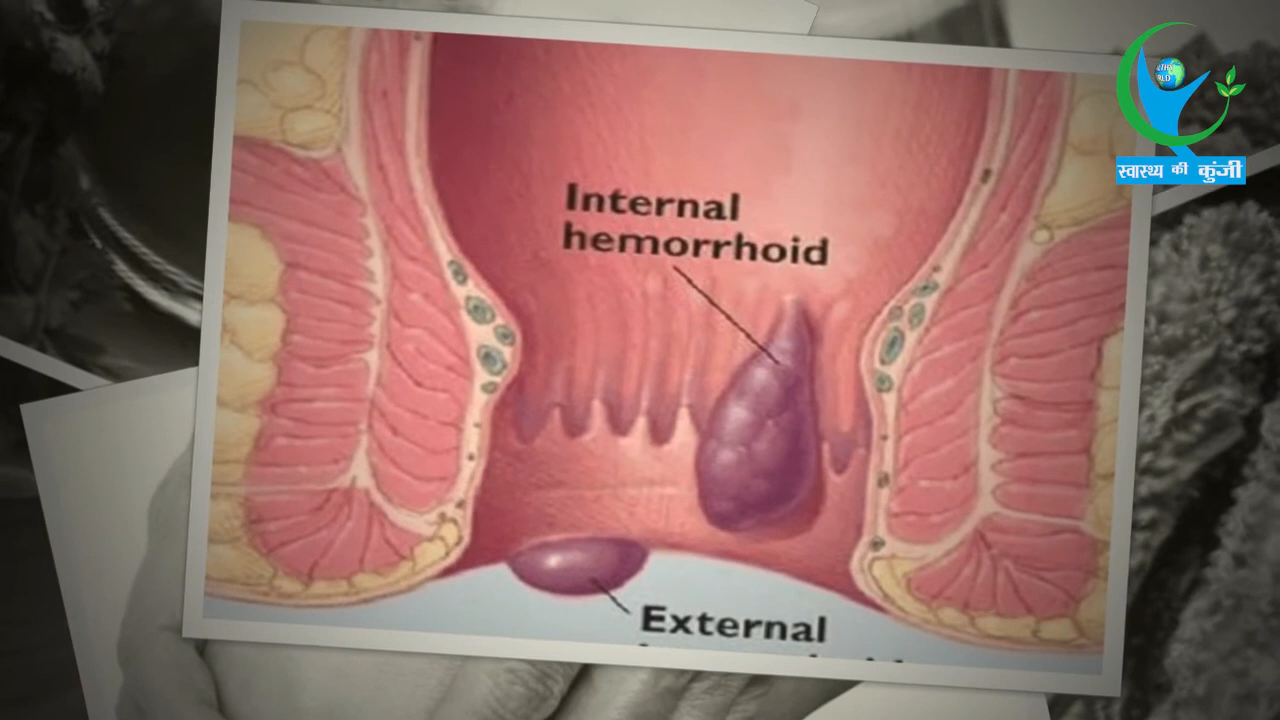 Internal
hemorrhoid
External
स्वास्थ्य की कुंजी